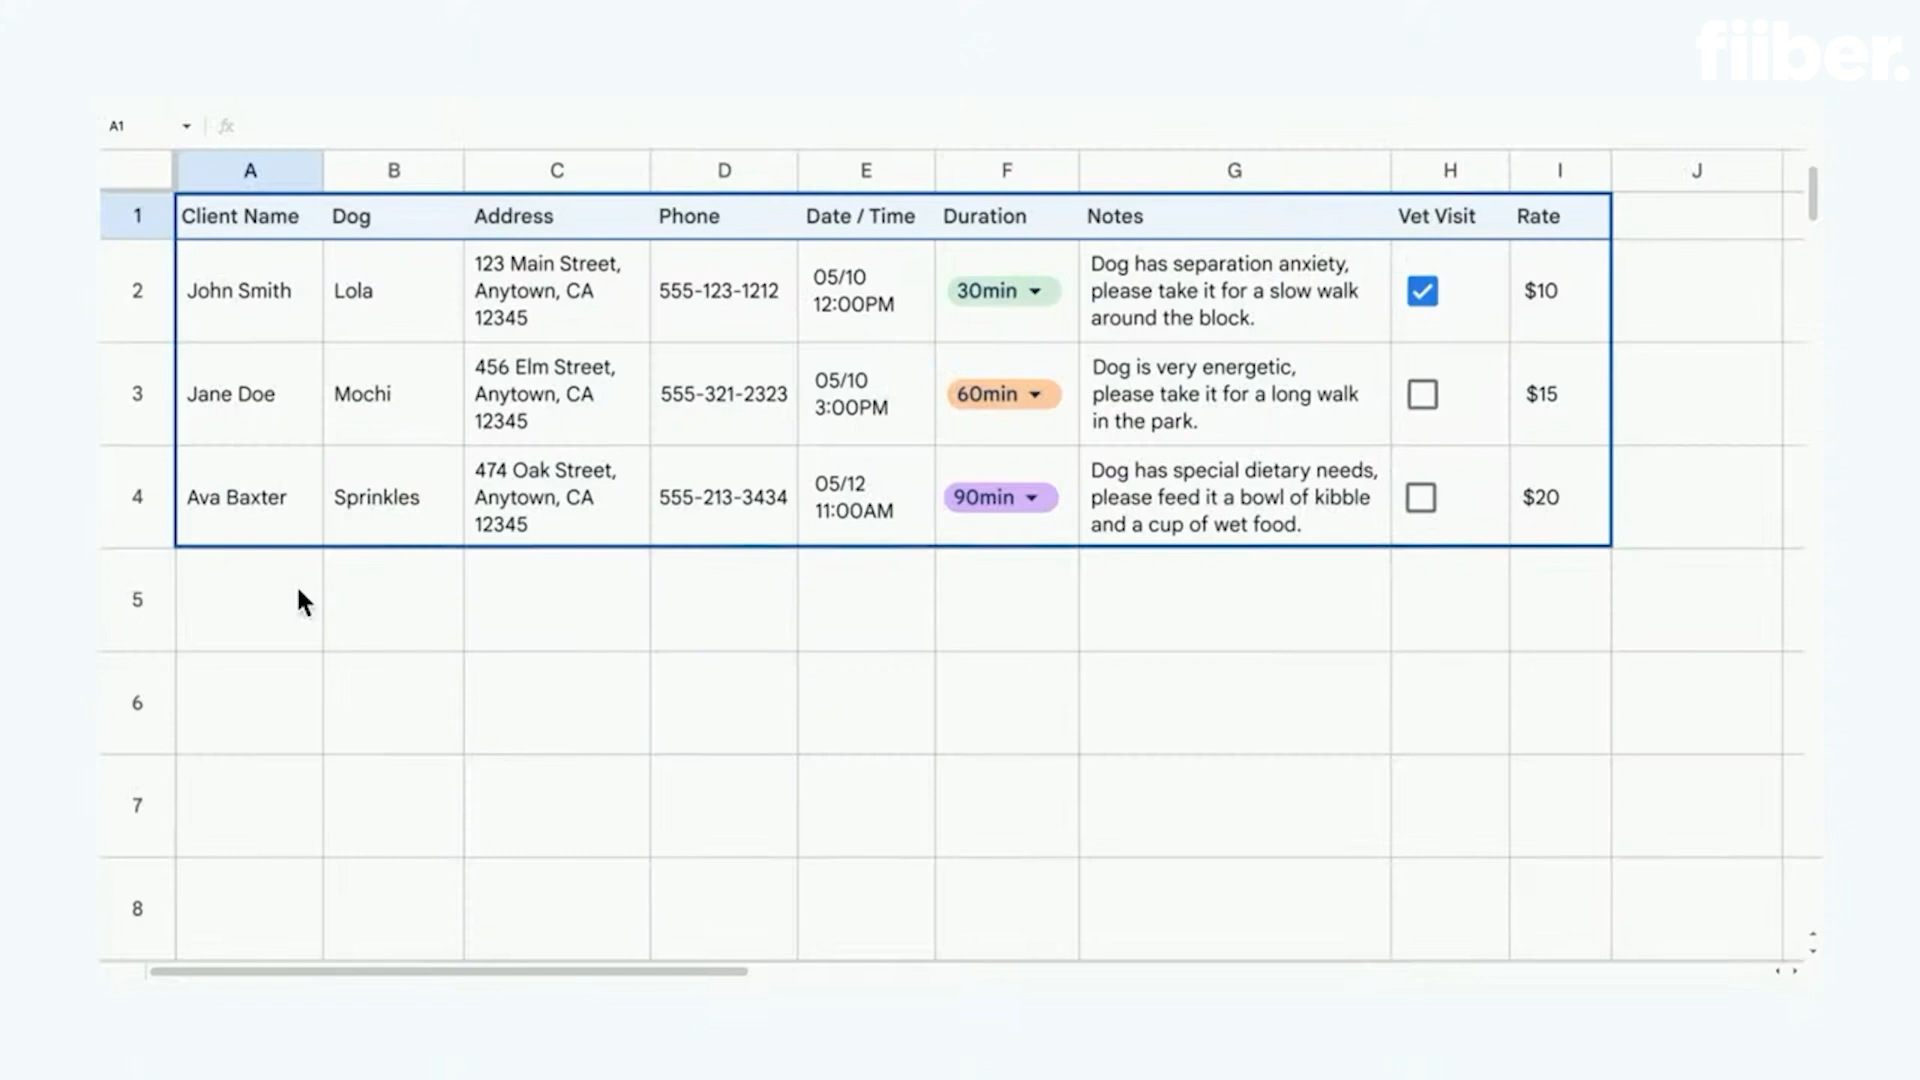 fiiber.
A1 fx
A B C D E F G H I J
1 Client Name Dog Address Phone Date / Time Duration Notes Vet Visit Rate
2 John Smith Lola 123 Main Street, Anytown, CA 12345 555-123-1212 05/10 12:00PM 30min Dog has separation anxiety, please take it for a slow walk around the block. $10
3 Jane Doe Mochi 456 Elm Street, Anytown, CA 12345 555-321-2323 05/10 3:00PM 60min Dog is very energetic, please take it for a long walk in the park. $15
4 Ava Baxter Sprinkles 474 Oak Street, Anytown, CA 12345 555-213-3434 05/12 11:00AM 90min Dog has special dietary needs, please feed it a bowl of kibble and a cup of wet food. $20
5
6
7
8